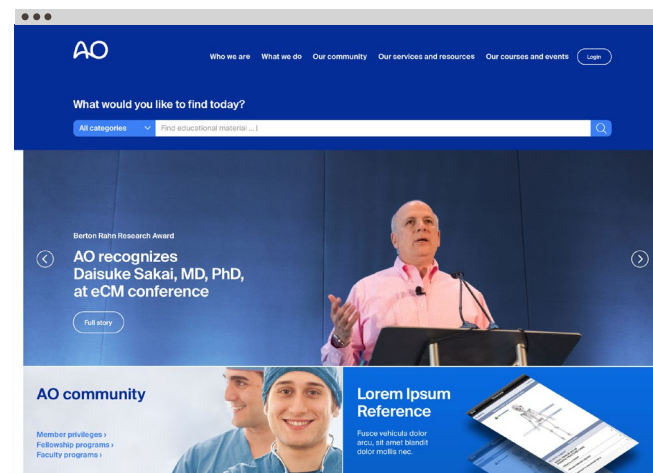 AO
Who we are What we do Our community Our services and resources Our courses and events Login
What would you like to find today?
All categories Find educational material ... |
Berton Rahn Research Award
AO recognizes
Daisuke Sakai, MD, PhD,
at eCM conference
Full story
AO community
Member privileges ›
Fellowship programs ›
Faculty programs ›
Lorem Ipsum
Reference
Fusce vehicula dolor
arcu, sit amet blandit
dolor mollis nec.